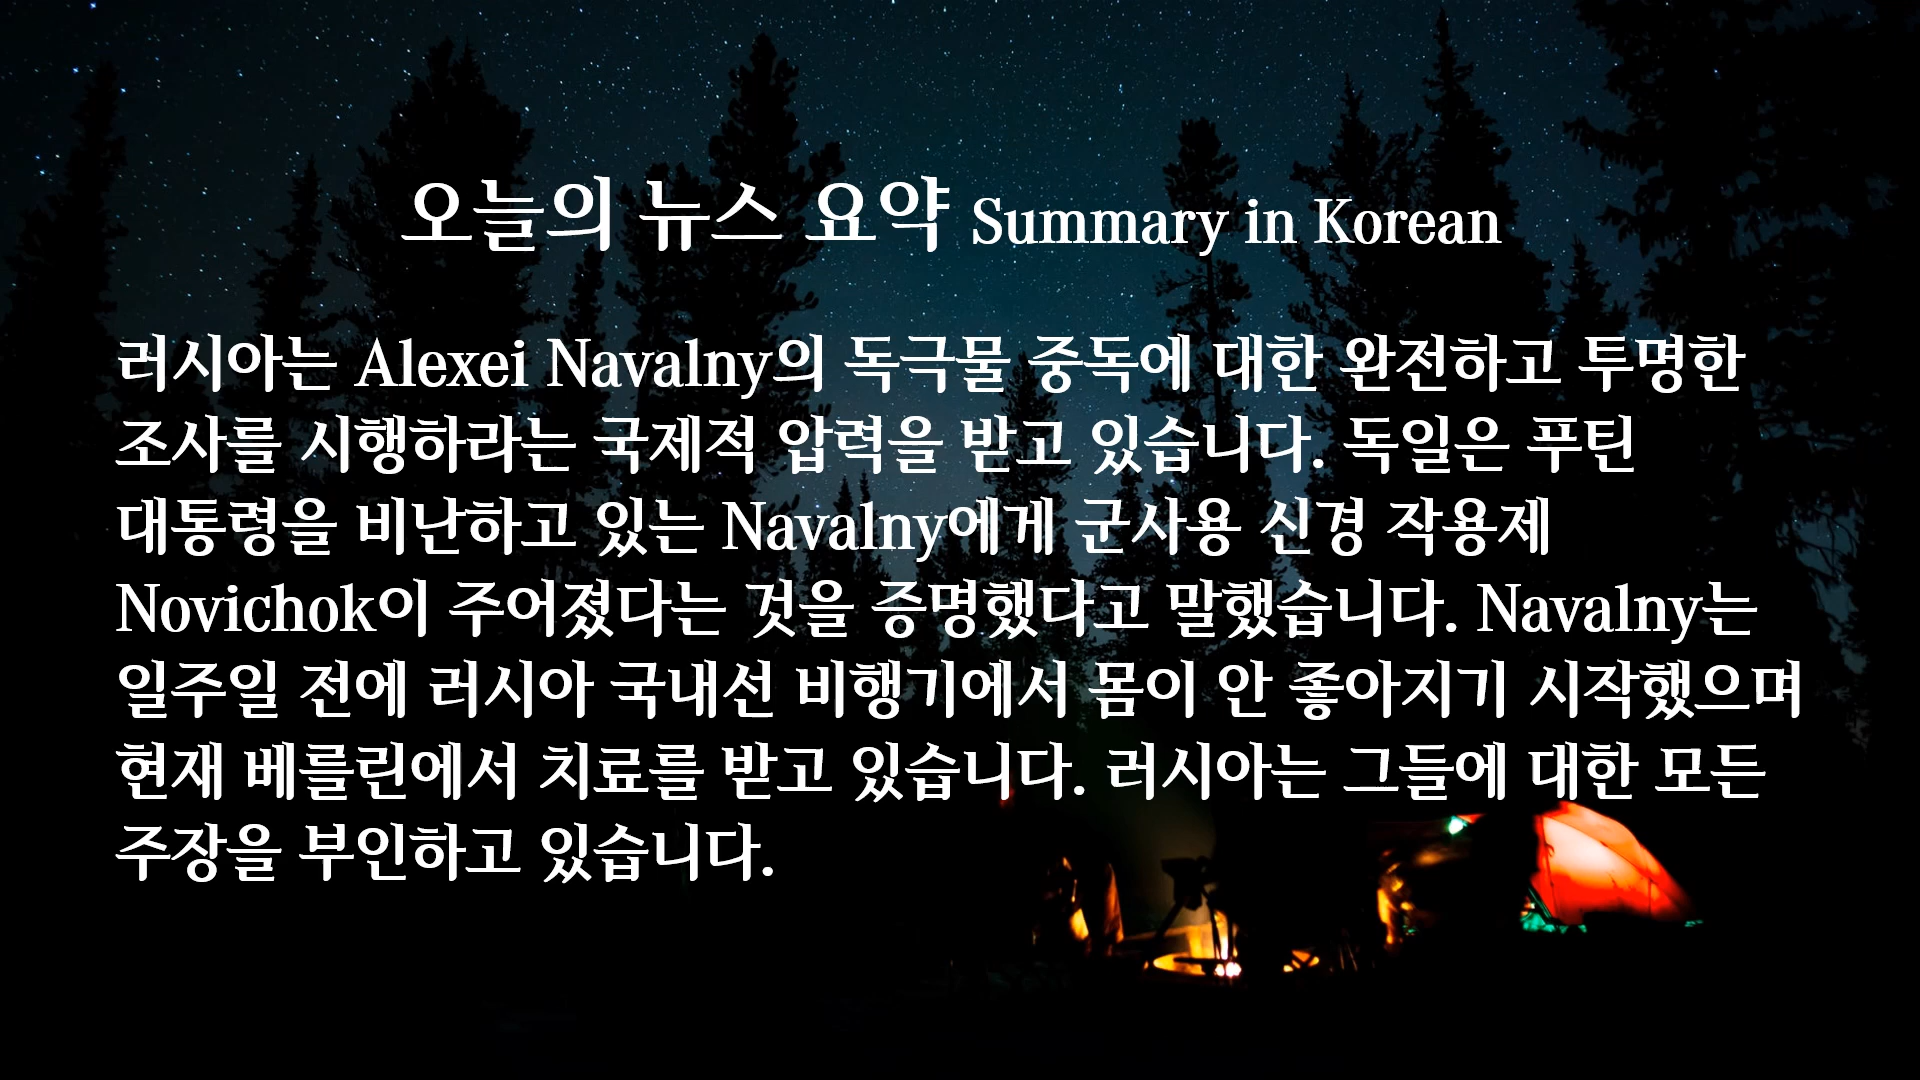 오늘의 뉴스 요약 Summary in Korean
러시아는 Alexei Navalny의 독극물 중독에 대한 완전하고 투명한
조사를 시행하라는 국제적 압력을 받고 있습니다. 독일은 푸틴
대통령을 비난하고 있는 Navalny에게 군사용 신경 작용제
Novichok이 주어졌다는 것을 증명했다고 말했습니다. Navalny는
일주일 전에 러시아 국내선 비행기에서 몸이 안 좋아지기 시작했으며
현재 베를린에서 치료를 받고 있습니다. 러시아는 그들에 대한 모든
주장을 부인하고 있습니다.